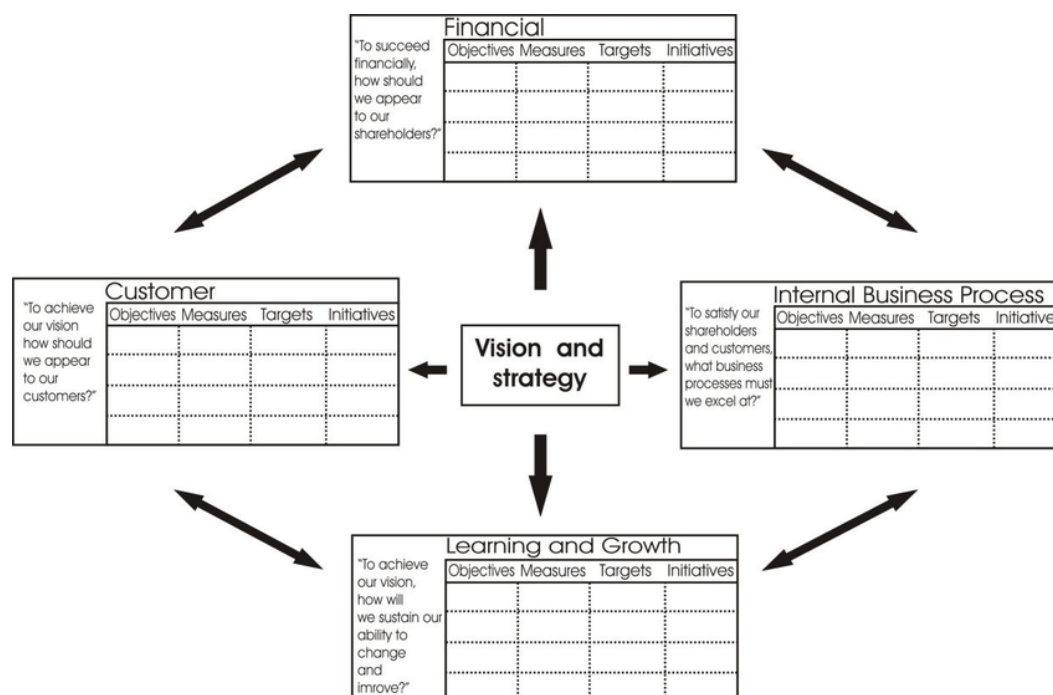 Financial
"To succeed
financially,
how should
we appear
to our
shareholders?"
Objectives Measures Targets Initiatives
Customer
"To achieve
our vision
how should
we appear
to our
customers?"
Objectives Measures Targets Initiatives
Vision and
strategy
Internal Business Process
"To satisfy our
shareholders
and customers,
what business
processes must
we excel at?"
Objectives Measures Targets Initiative
Learning and Growth
"To achieve
our vision,
how will
we sustain our
ability to
change
and
imrove?"
Objectives Measures Targets Initiatives